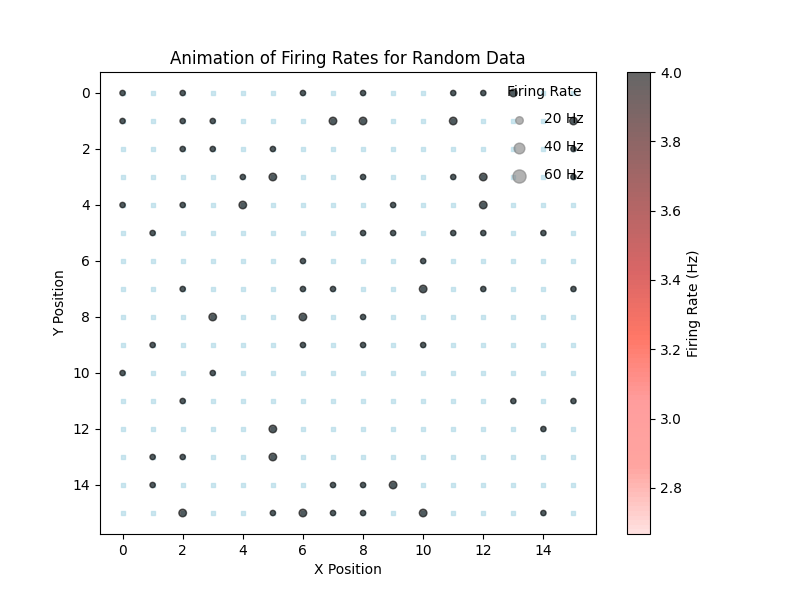 Animation of Firing Rates for Random Data
Firing Rate
20 Hz
40 Hz
60 Hz
0
2
4
6
8
10
12
14
Y Position
0 2 4 6 8 10 12 14
X Position
4.0
3.8
3.6
3.4
3.2
3.0
2.8
Firing Rate (Hz)